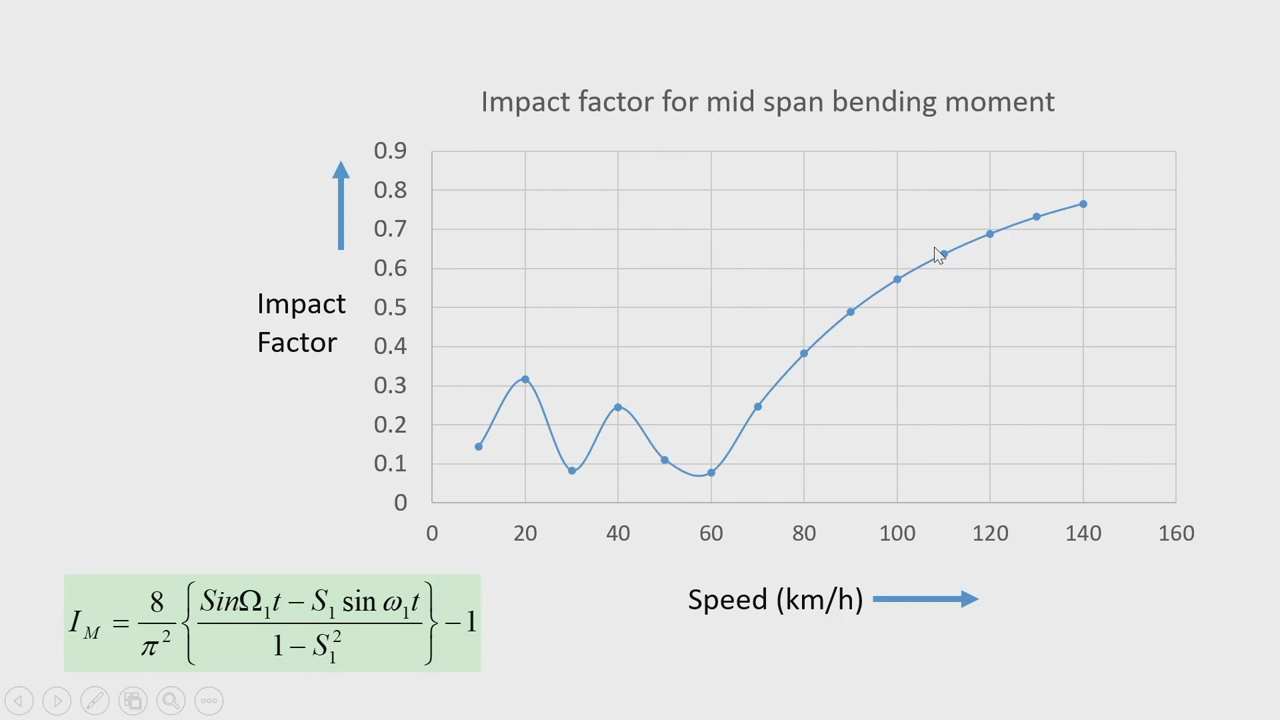 Impact factor for mid span bending moment
0.9
0.8
0.7
0.6
0.5
0.4
0.3
0.2
0.1
0
Impact
Factor
0 20 40 60 80 100 120 140 160
Speed (km/h)
I_M = 8/π² { (SinΩ₁t − S₁ sin ω₁t) / (1 − S₁²) } − 1